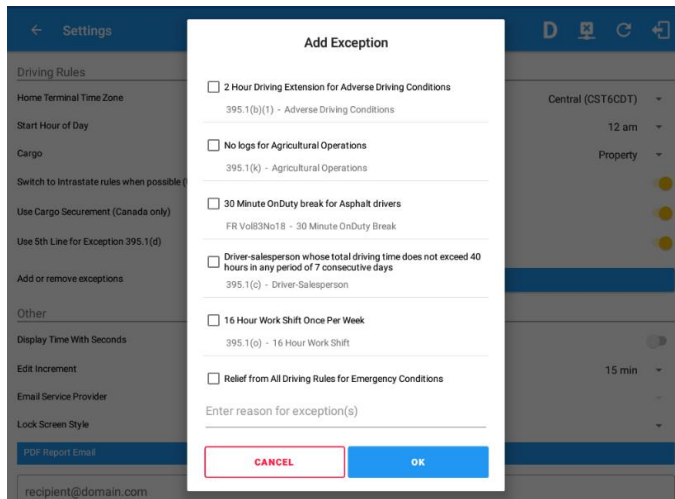 Settings
D
Driving Rules
Home Terminal Time Zone
Central (CST6CDT)
Start Hour of Day
12 am
Cargo
Property
Switch to Intrastate rules when possible (
Use Cargo Securement (Canada only)
Use 5th Line for Exception 395.1(d)
Add or remove exceptions
Other
Display Time With Seconds
Edit Increment
15 min
Email Service Provider
Lock Screen Style
PDF Report Email
recipient@domain.com
Add Exception
2 Hour Driving Extension for Adverse Driving Conditions
395.1(b)(1) - Adverse Driving Conditions
No logs for Agricultural Operations
395.1(k) - Agricultural Operations
30 Minute OnDuty break for Asphalt drivers
FR Vol83No18 - 30 Minute OnDuty Break
Driver-salesperson whose total driving time does not exceed 40
hours in any period of 7 consecutive days
395.1(c) - Driver-Salesperson
16 Hour Work Shift Once Per Week
395.1(o) - 16 Hour Work Shift
Relief from All Driving Rules for Emergency Conditions
Enter reason for exception(s)
CANCEL
OK